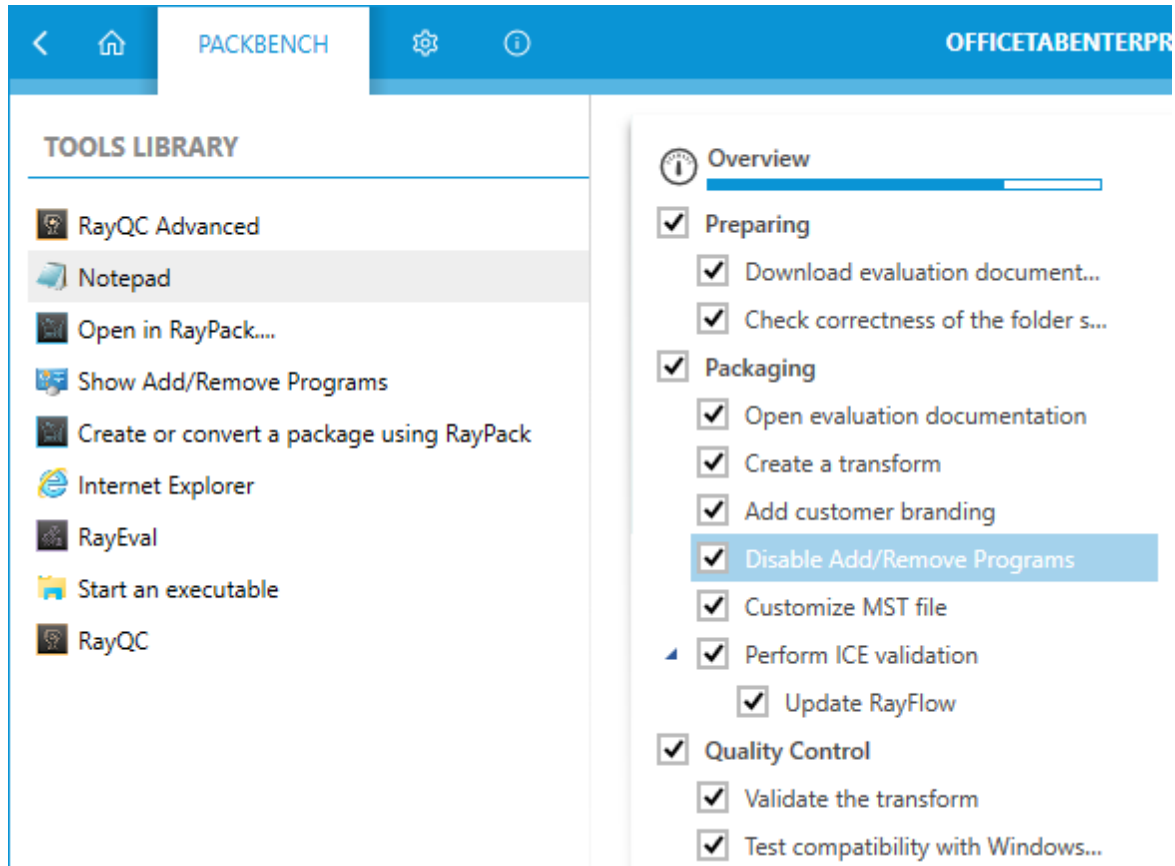 PACKBENCH
OFFICETABENTERPR
TOOLS LIBRARY
RayQC Advanced
Notepad
Open in RayPack....
Show Add/Remove Programs
Create or convert a package using RayPack
Internet Explorer
RayEval
Start an executable
RayQC
Overview
Preparing
Download evaluation document...
Check correctness of the folder s...
Packaging
Open evaluation documentation
Create a transform
Add customer branding
Disable Add/Remove Programs
Customize MST file
Perform ICE validation
Update RayFlow
Quality Control
Validate the transform
Test compatibility with Windows...